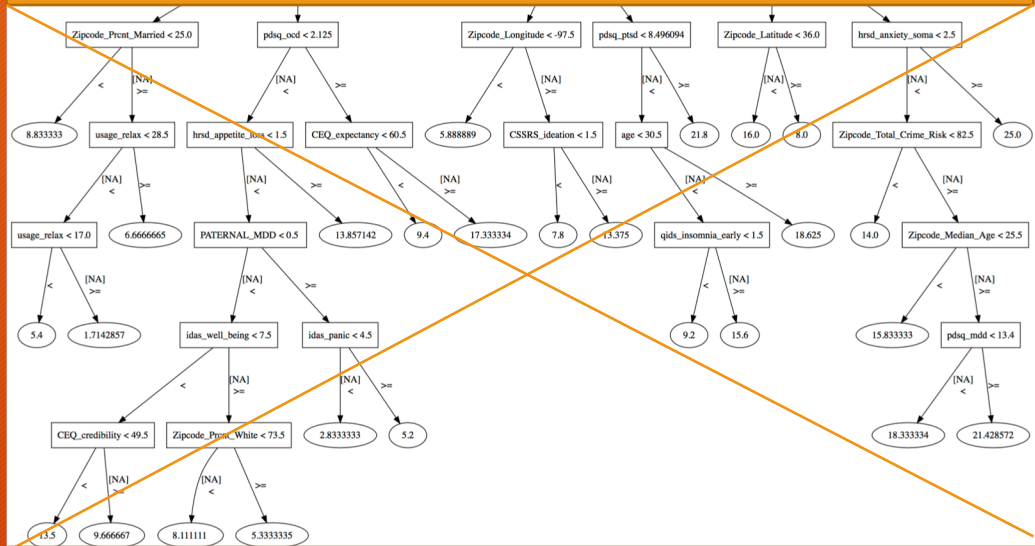 Zipcode_Prcnt_Married < 25.0
pdsq_ocd < 2.125
Zipcode_Longitude < -97.5
pdsq_ptsd < 8.496094
Zipcode_Latitude < 36.0
hrsd_anxiety_soma < 2.5
<
[NA]
>=
[NA]
<
>=
<
[NA]
>=
[NA]
<
>=
[NA]
<
>=
[NA]
<
>=
8.833333
usage_relax < 28.5
hrsd_appetite_loss < 1.5
CEQ_expectancy < 60.5
5.888889
CSSRS_ideation < 1.5
age < 30.5
21.8
16.0
8.0
Zipcode_Total_Crime_Risk < 82.5
25.0
[NA]
<
>=
[NA]
<
>=
<
[NA]
>=
<
[NA]
>=
[NA]
<
>=
<
[NA]
>=
usage_relax < 17.0
6.6666665
PATERNAL_MDD < 0.5
13.857142
9.4
17.333334
7.8
13.375
qids_insomnia_early < 1.5
18.625
14.0
Zipcode_Median_Age < 25.5
<
[NA]
>=
[NA]
<
>=
<
[NA]
>=
<
[NA]
>=
5.4
1.7142857
idas_well_being < 7.5
idas_panic < 4.5
9.2
15.6
15.833333
pdsq_mdd < 13.4
<
[NA]
>=
[NA]
<
>=
[NA]
<
>=
CEQ_credibility < 49.5
Zipcode_Prcnt_White < 73.5
2.8333333
5.2
18.333334
21.428572
<
[NA]
>=
[NA]
<
>=
13.5
9.666667
8.111111
5.3333335